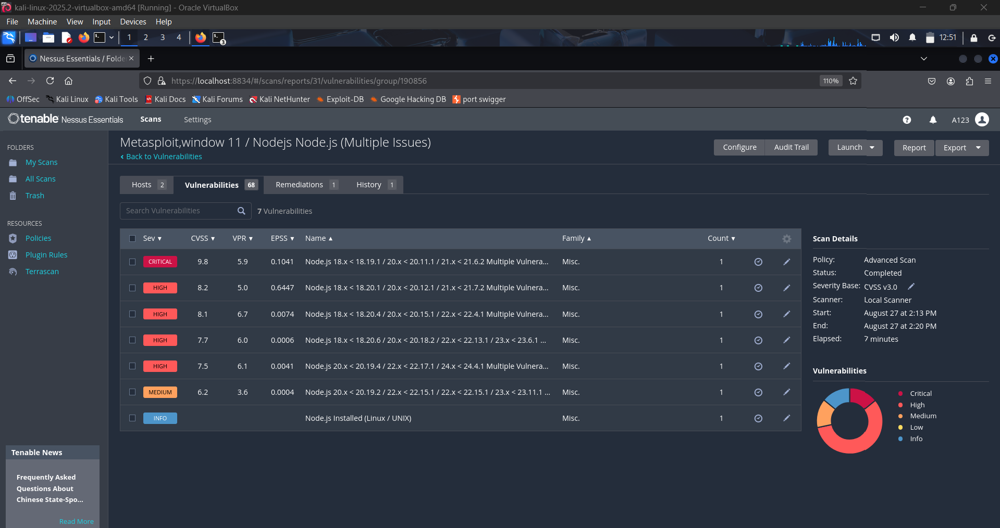 kali-linux-2025.2-virtualbox-amd64 [Running] - Oracle VirtualBox
File Machine View Input Devices Help
1 2 3 4 3 12:51
Nessus Essentials / Folde
https://localhost:8834/#/scans/reports/31/vulnerabilities/group/190856 110%
OffSec Kali Linux Kali Tools Kali Docs Kali Forums Kali NetHunter Exploit-DB Google Hacking DB port swigger
tenable Nessus Essentials Scans Settings A123
FOLDERS
My Scans
All Scans
Trash
RESOURCES
Policies
Plugin Rules
Terrascan
Tenable News
Frequently Asked
Questions About
Chinese State-Spo...
Read More
Metasploit,window 11 / Nodejs Node.js (Multiple Issues)
‹ Back to Vulnerabilities
Configure Audit Trail Launch Report Export
Hosts 2 Vulnerabilities 68 Remediations 1 History 1
Search Vulnerabilities 7 Vulnerabilities
Sev CVSS VPR EPSS Name Family Count
CRITICAL 9.8 5.9 0.1041 Node.js 18.x < 18.19.1 / 20.x < 20.11.1 / 21.x < 21.6.2 Multiple Vulnera... Misc. 1
HIGH 8.2 5.0 0.6447 Node.js 18.x < 18.20.1 / 20.x < 20.12.1 / 21.x < 21.7.2 Multiple Vulnera... Misc. 1
HIGH 8.1 6.7 0.0074 Node.js 18.x < 18.20.4 / 20.x < 20.15.1 / 22.x < 22.4.1 Multiple Vulnera... Misc. 1
HIGH 7.7 6.0 0.0006 Node.js 18.x < 18.20.6 / 20.x < 20.18.2 / 22.x < 22.13.1 / 23.x < 23.6.1 ... Misc. 1
HIGH 7.5 6.1 0.0041 Node.js 20.x < 20.19.4 / 22.x < 22.17.1 / 24.x < 24.4.1 Multiple Vulnera... Misc. 1
MEDIUM 6.2 3.6 0.0004 Node.js 20.x < 20.19.2 / 22.x < 22.15.1 / 22.x < 22.15.1 / 23.x < 23.11.1 ... Misc. 1
INFO Node.js Installed (Linux / UNIX) Misc. 1
Scan Details
Policy: Advanced Scan
Status: Completed
Severity Base: CVSS v3.0
Scanner: Local Scanner
Start: August 27 at 2:13 PM
End: August 27 at 2:20 PM
Elapsed: 7 minutes
Vulnerabilities
Critical
High
Medium
Low
Info